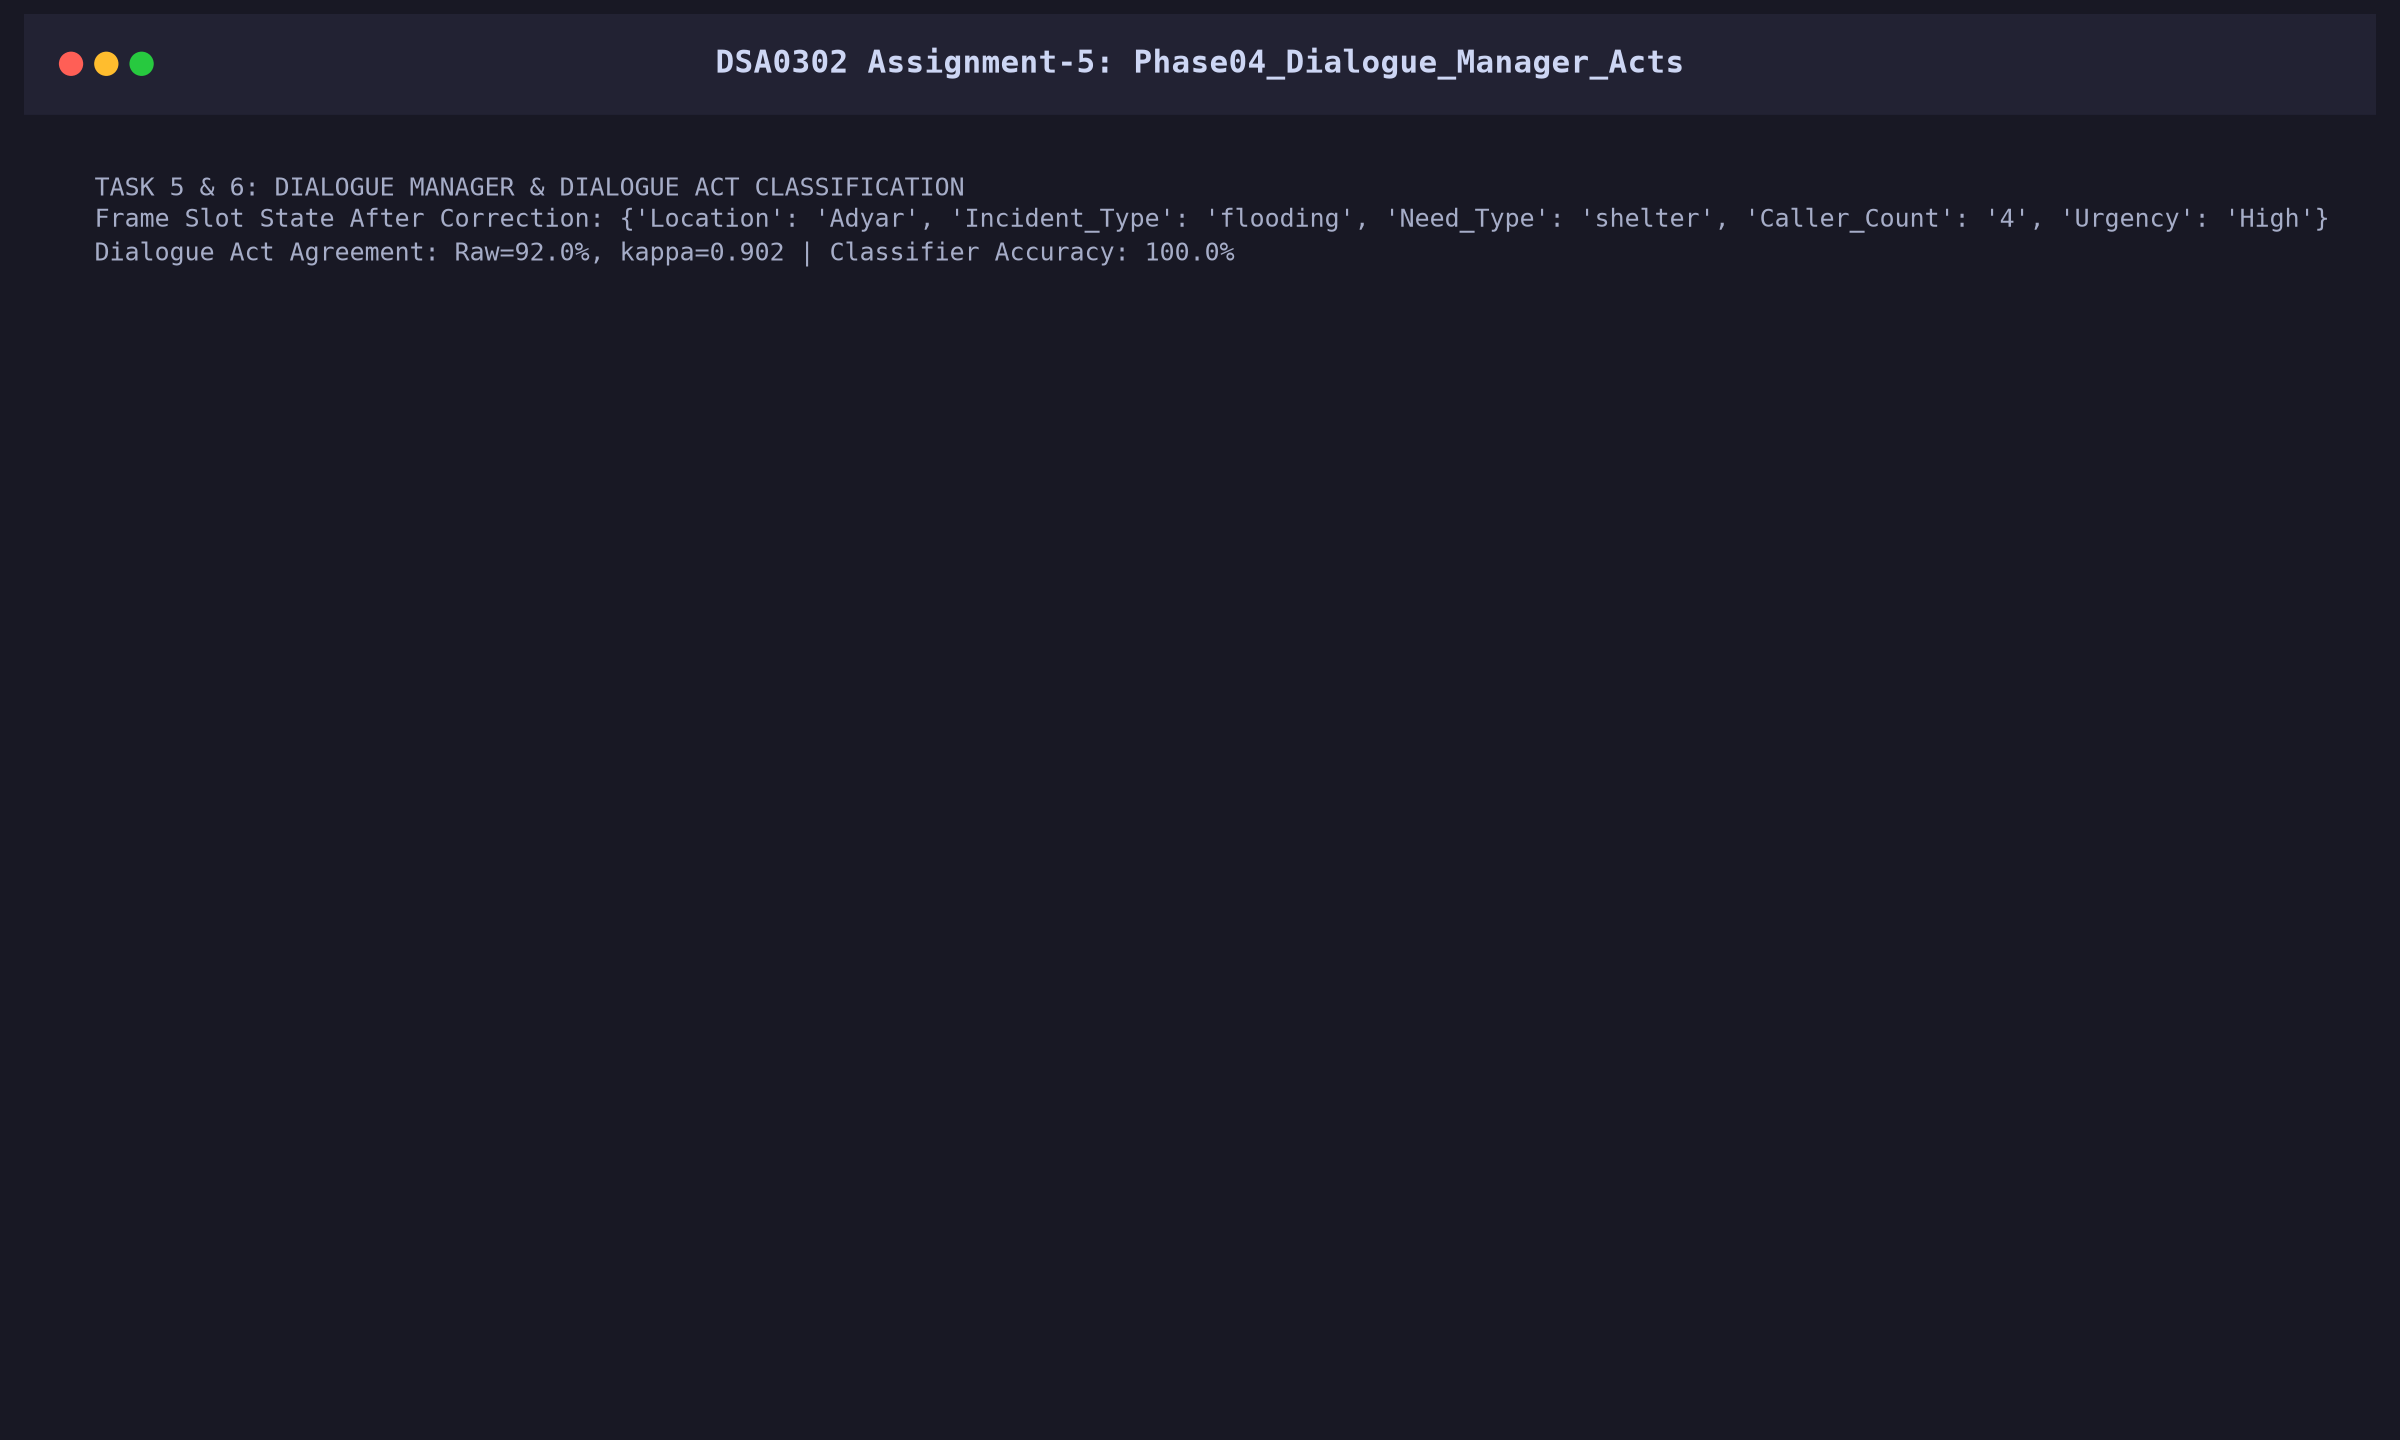 DSA0302 Assignment-5: Phase04_Dialogue_Manager_Acts
TASK 5 & 6: DIALOGUE MANAGER & DIALOGUE ACT CLASSIFICATION
Frame Slot State After Correction: {'Location': 'Adyar', 'Incident_Type': 'flooding', 'Need_Type': 'shelter', 'Caller_Count': '4', 'Urgency': 'High'}
Dialogue Act Agreement: Raw=92.0%, kappa=0.902 | Classifier Accuracy: 100.0%